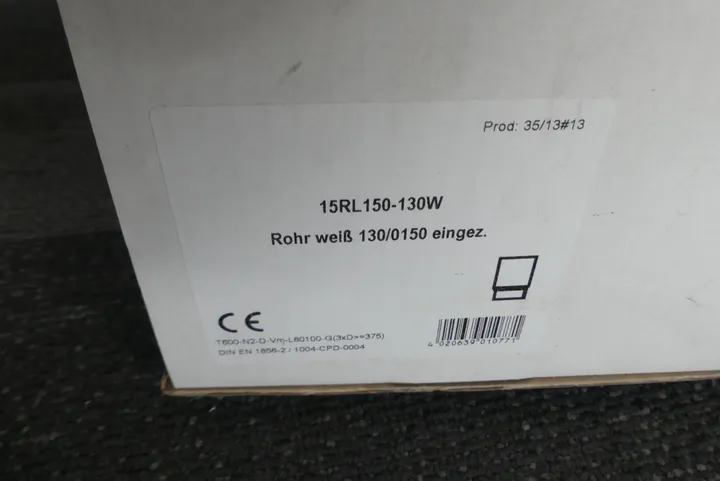 Prod: 35/13#13
15RL150-130W
Rohr weiß 130/0150 eingez.
CE
T600-N2-D-Vm-L80100-G(3xD>=375)
DIN EN 1856-2 / 1004-CPD-0004
4 020639 010771